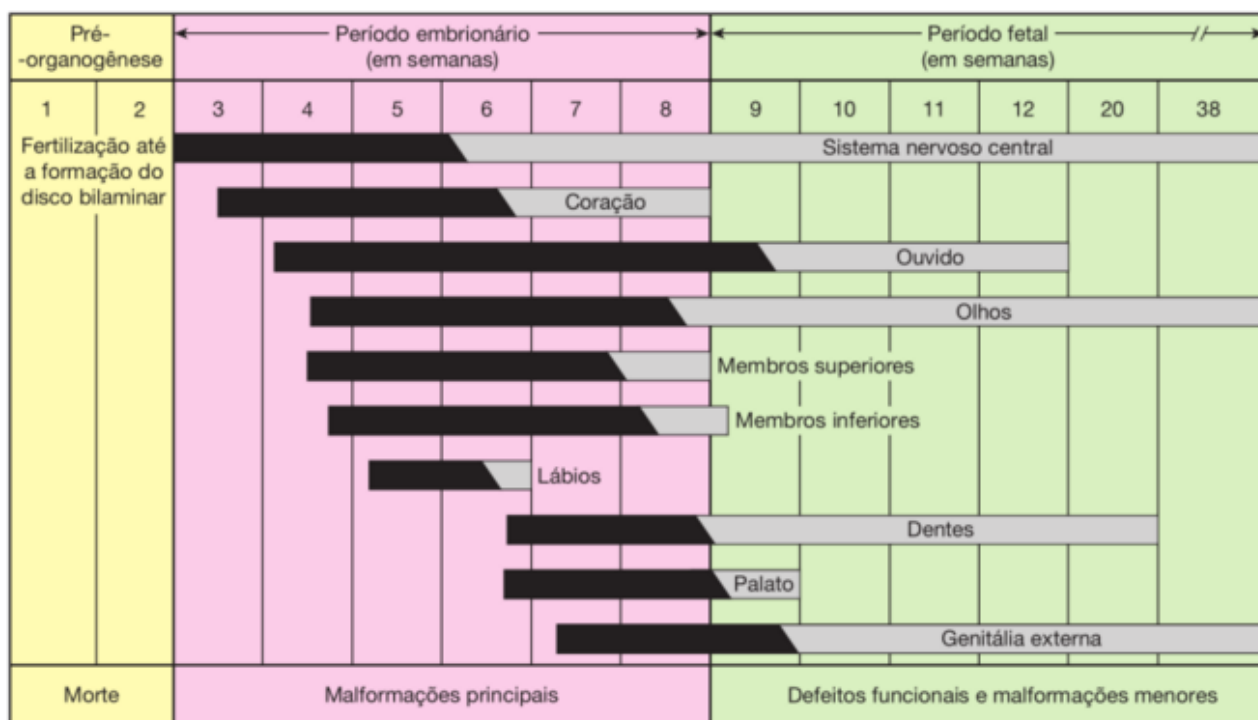 Pré-
-organogênese
Período embrionário
(em semanas)
Período fetal
(em semanas)
1 2 3 4 5 6 7 8 9 10 11 12 20 38
Fertilização até
a formação do
disco bilaminar
Sistema nervoso central
Coração
Ouvido
Olhos
Membros superiores
Membros inferiores
Lábios
Dentes
Palato
Genitália externa
Morte
Malformações principais
Defeitos funcionais e malformações menores